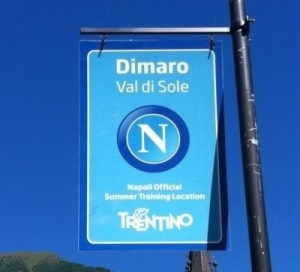 Dimaro
Val di Sole
N
Napoli Official
Summer Training Location
TRENTINO